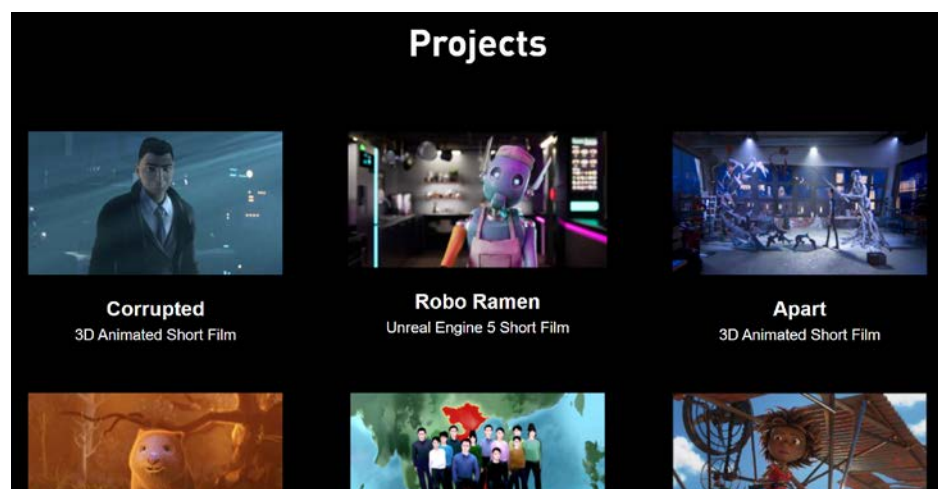 Projects
Corrupted
3D Animated Short Film
Robo Ramen
Unreal Engine 5 Short Film
Apart
3D Animated Short Film